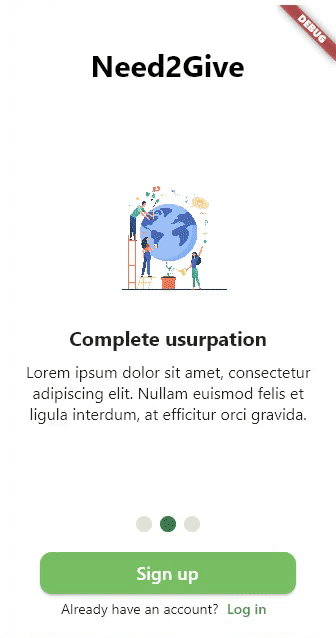 DEBUG
Need2Give
Complete usurpation
Lorem ipsum dolor sit amet, consectetur
adipiscing elit. Nullam euismod felis et
ligula interdum, at efficitur orci gravida.
Sign up
Already have an account? Log in